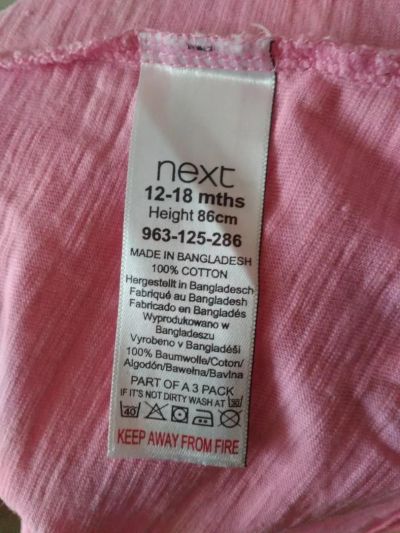 next
12-18 mths
Height 86cm
963-125-286
MADE IN BANGLADESH
100% COTTON
Hergestellt in Bangladesch
Fabriqué au Bangladesh
Fabricado en Bangladés
Wyprodukowano w
Bangladeszu
Vyrobeno v Bangladéši
100% Baumwolle/Coton/
Algodón/Bawełna/Bavlna
PART OF A 3 PACK
IF IT'S NOT DIRTY WASH AT 30
40
KEEP AWAY FROM FIRE